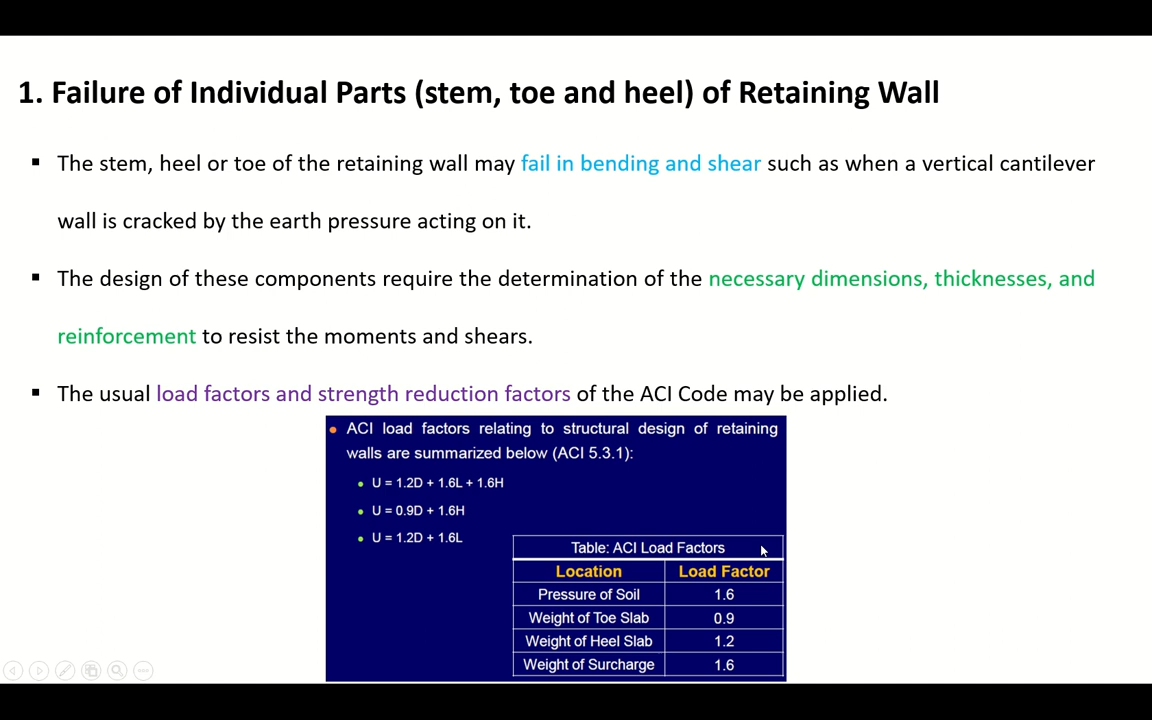 1. Failure of Individual Parts (stem, toe and heel) of Retaining Wall
▪ The stem, heel or toe of the retaining wall may fail in bending and shear such as when a vertical cantilever
wall is cracked by the earth pressure acting on it.
▪ The design of these components require the determination of the necessary dimensions, thicknesses, and
reinforcement to resist the moments and shears.
▪ The usual load factors and strength reduction factors of the ACI Code may be applied.
• ACI load factors relating to structural design of retaining
walls are summarized below (ACI 5.3.1):
• U = 1.2D + 1.6L + 1.6H
• U = 0.9D + 1.6H
• U = 1.2D + 1.6L
Table: ACI Load Factors
Location Load Factor
Pressure of Soil 1.6
Weight of Toe Slab 0.9
Weight of Heel Slab 1.2
Weight of Surcharge 1.6